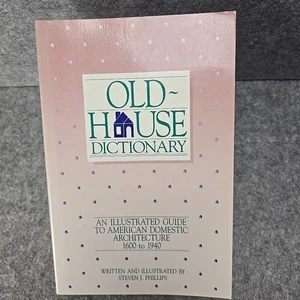 OLD~
HOUSE
DICTIONARY
AN ILLUSTRATED GUIDE
TO AMERICAN DOMESTIC
ARCHITECTURE
1600 to 1940
WRITTEN AND ILLUSTRATED BY
STEVEN J. PHILLIPS